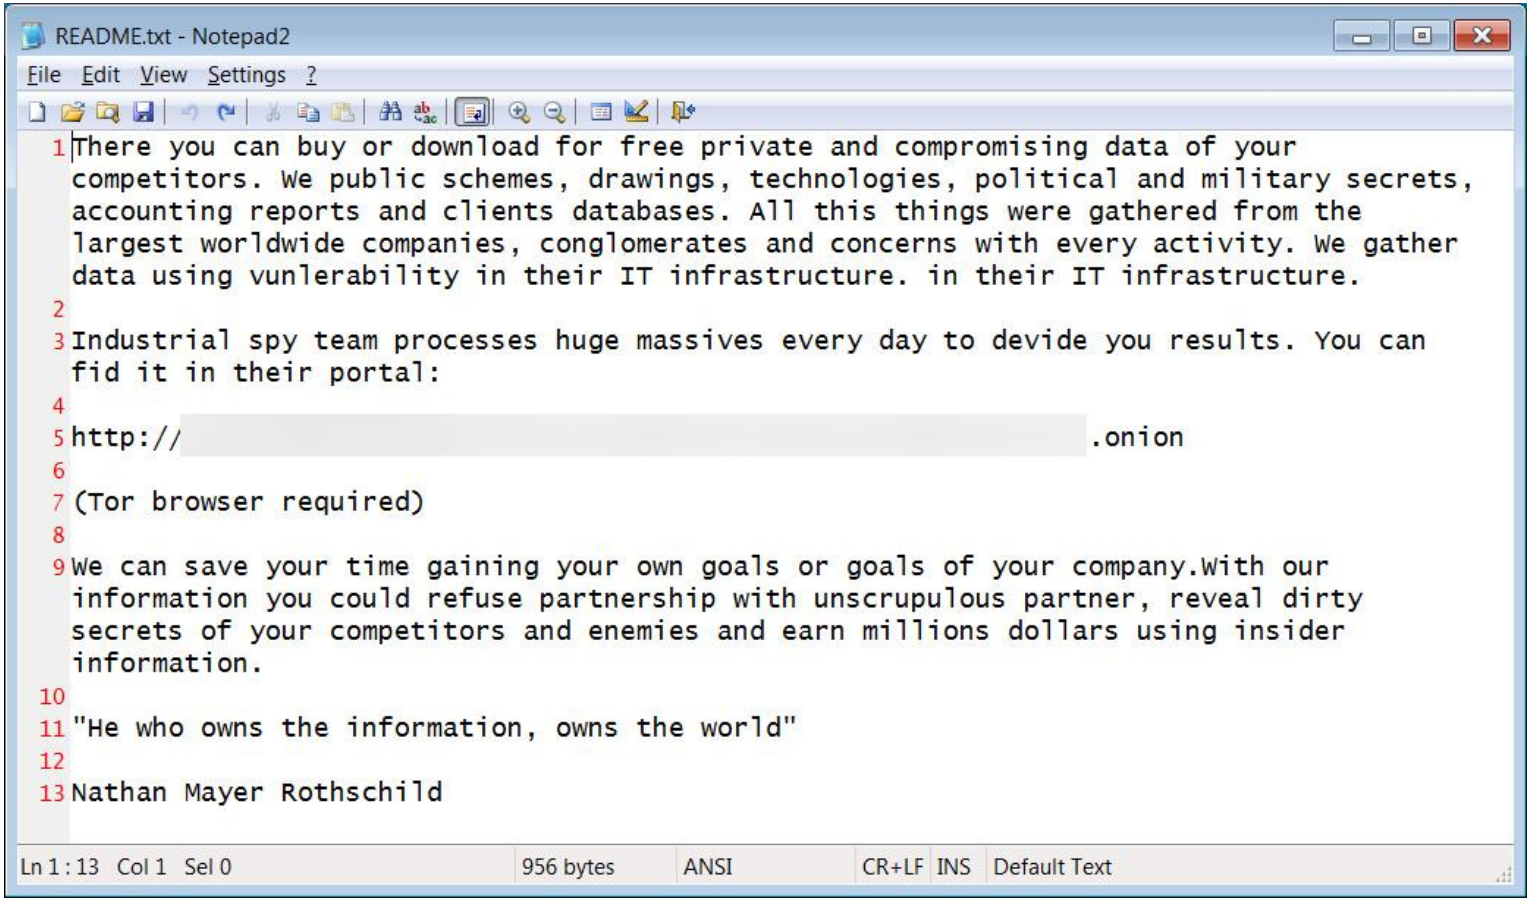 README.txt - Notepad2
File Edit View Settings ?
1 There you can buy or download for free private and compromising data of your
competitors. We public schemes, drawings, technologies, political and military secrets,
accounting reports and clients databases. All this things were gathered from the
largest worldwide companies, conglomerates and concerns with every activity. We gather
data using vunlerability in their IT infrastructure. in their IT infrastructure.
2
3 Industrial spy team processes huge massives every day to devide you results. You can
fid it in their portal:
4
5 http:// .onion
6
7 (Tor browser required)
8
9 We can save your time gaining your own goals or goals of your company.With our
information you could refuse partnership with unscrupulous partner, reveal dirty
secrets of your competitors and enemies and earn millions dollars using insider
information.
10
11 "He who owns the information, owns the world"
12
13 Nathan Mayer Rothschild
Ln 1 : 13 Col 1 Sel 0 956 bytes ANSI CR+LF INS Default Text